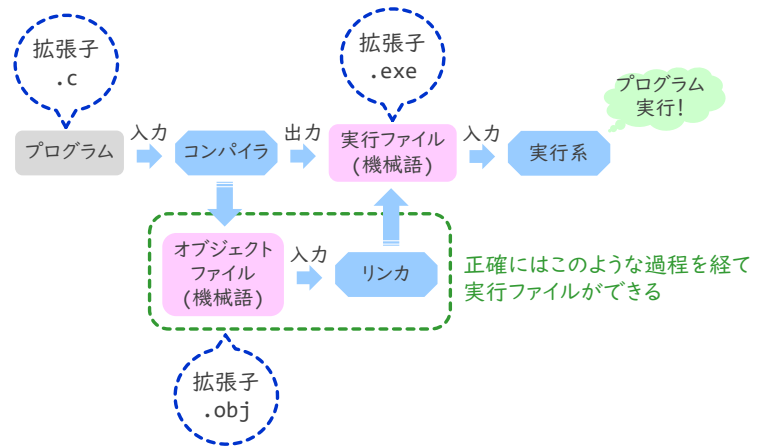 拡張子
.c
拡張子
.exe
プログラム
実行!
プログラム
入力
コンパイラ
出力
実行ファイル
(機械語)
入力
実行系
オブジェクト
ファイル
(機械語)
入力
リンカ
正確にはこのような過程を経て
実行ファイルができる
拡張子
.obj